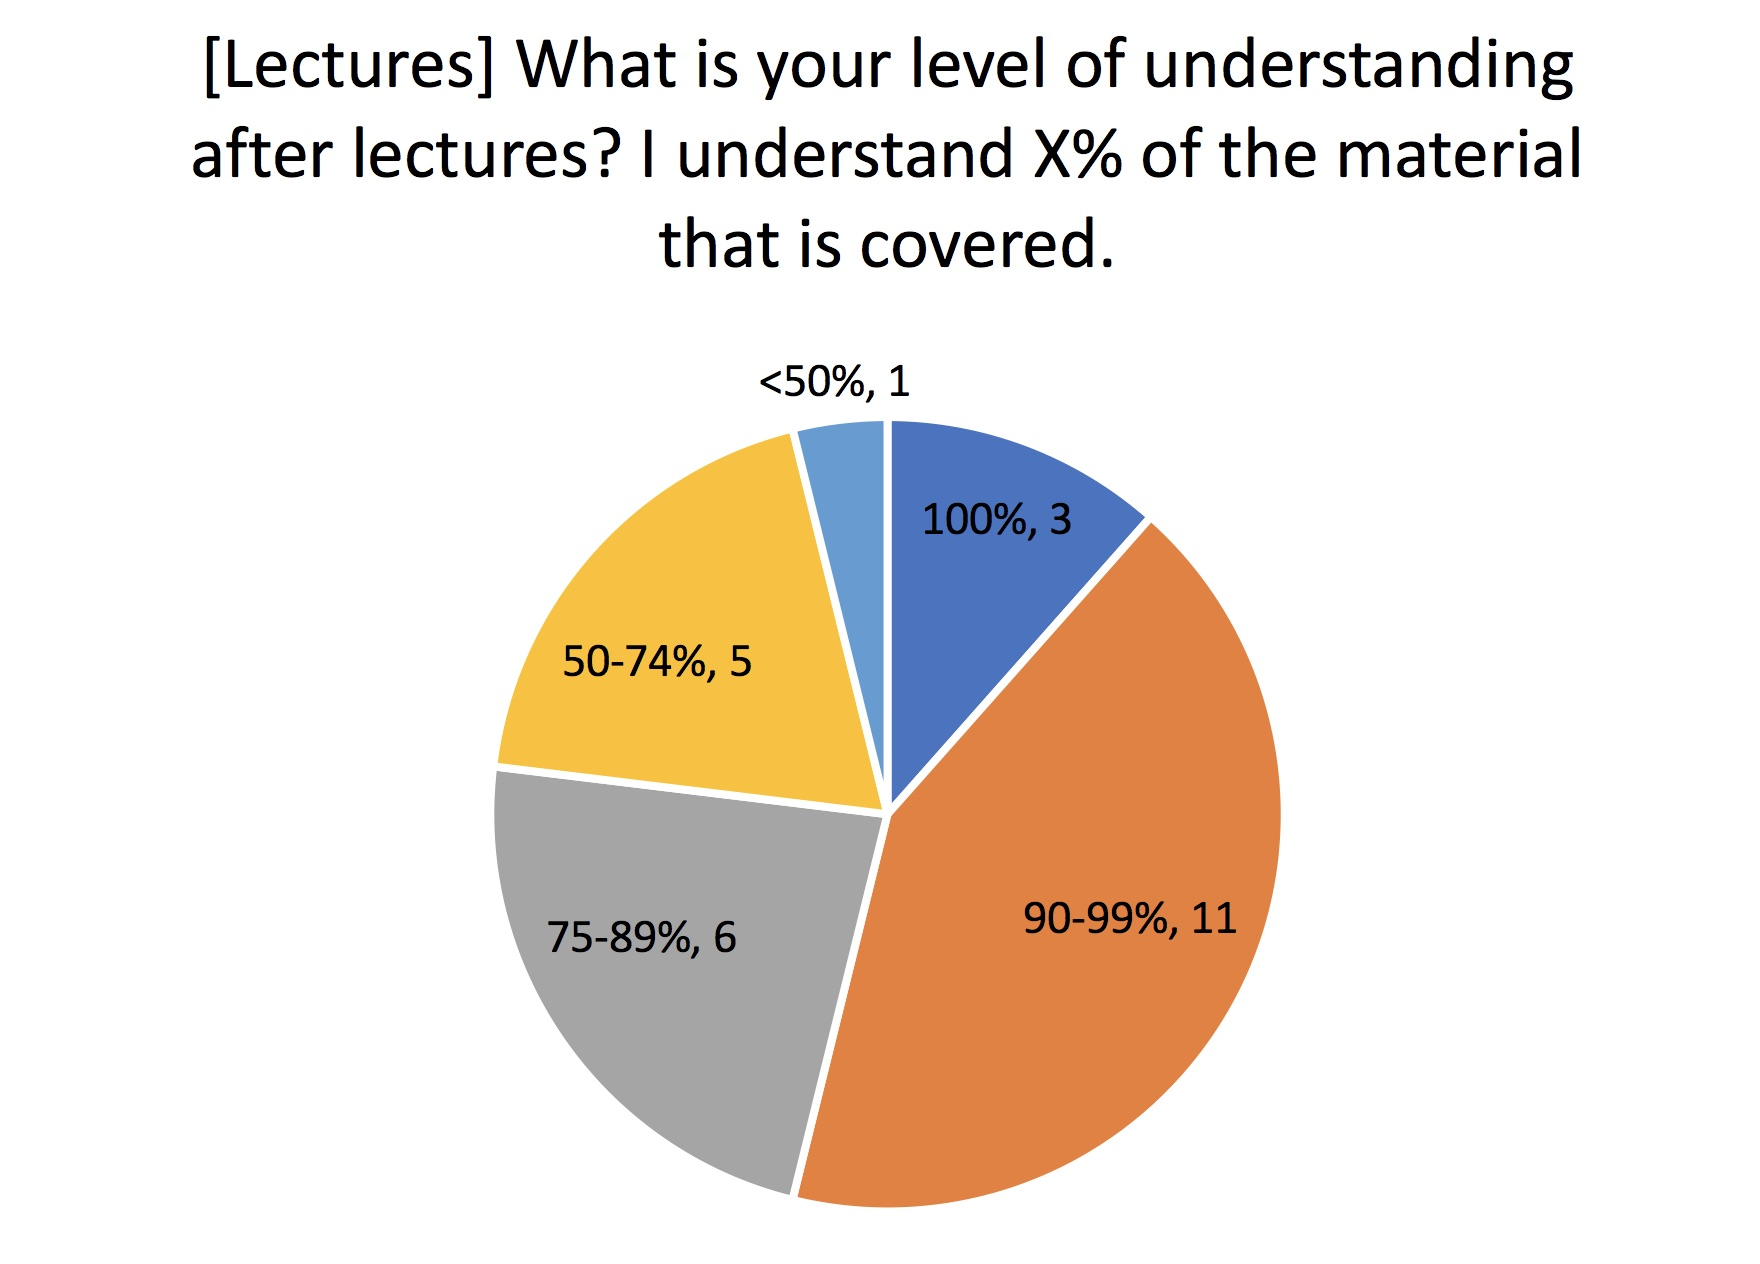 [Lectures] What is your level of understanding
after lectures? I understand X% of the material
that is covered.
<50%, 1
100%, 3
50-74%, 5
90-99%, 11
75-89%, 6